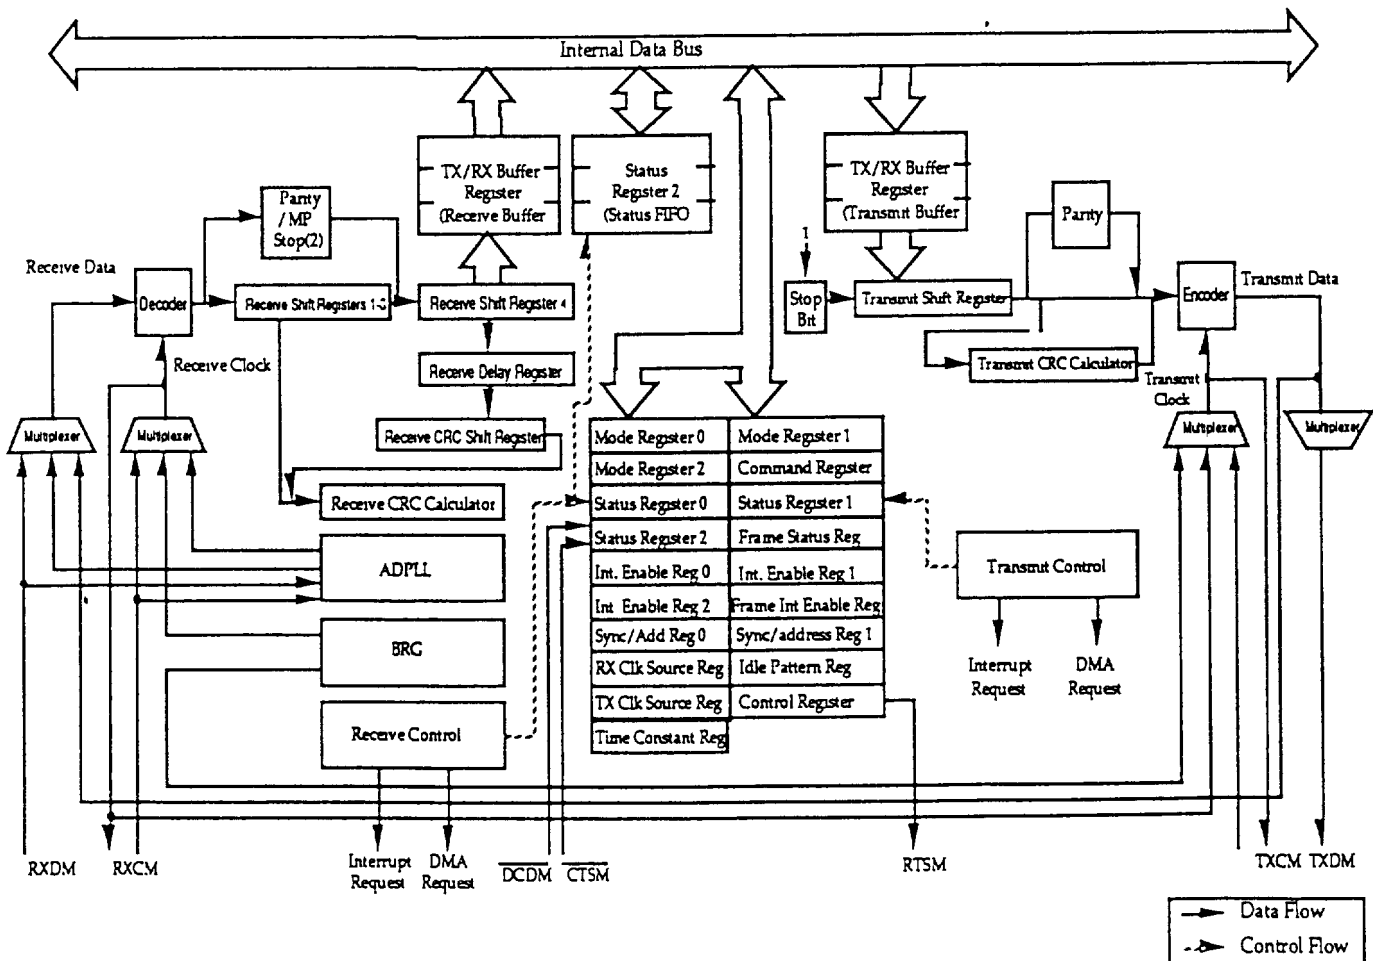 Internal Data Bus
TX/RX Buffer
Register
(Receive Buffer
Status
Register 2
(Status FIFO
TX/RX Buffer
Register
(Transmit Buffer
Parity
/ MP
Stop(2)
Parity
1
Receive Data
Decoder
Receive Shift Registers 1-3
Receive Shift Register 4
Stop
Bit
Transmit Shift Register
Encoder
Transmit Data
Receive Clock
Receive Delay Register
Transmit CRC Calculator
Transmit
Clock
Multiplexer
Multiplexer
Receive CRC Shift Register
Multiplexer
Multiplexer
Mode Register 0
Mode Register 1
Mode Register 2
Command Register
Receive CRC Calculator
Status Register 0
Status Register 1
Status Register 2
Frame Status Reg
ADPLL
Int. Enable Reg 0
Int. Enable Reg 1
Transmit Control
Int Enable Reg 2
Frame Int Enable Reg
BRG
Sync/Add Reg 0
Sync/address Reg 1
RX Clk Source Reg
Idle Pattern Reg
Interrupt
Request
DMA
Request
TX Clk Source Reg
Control Register
Receive Control
Time Constant Reg
RXDM
RXCM
Interrupt
Request
DMA
Request
DCDM
CTSM
RTSM
TXCM
TXDM
Data Flow
Control Flow